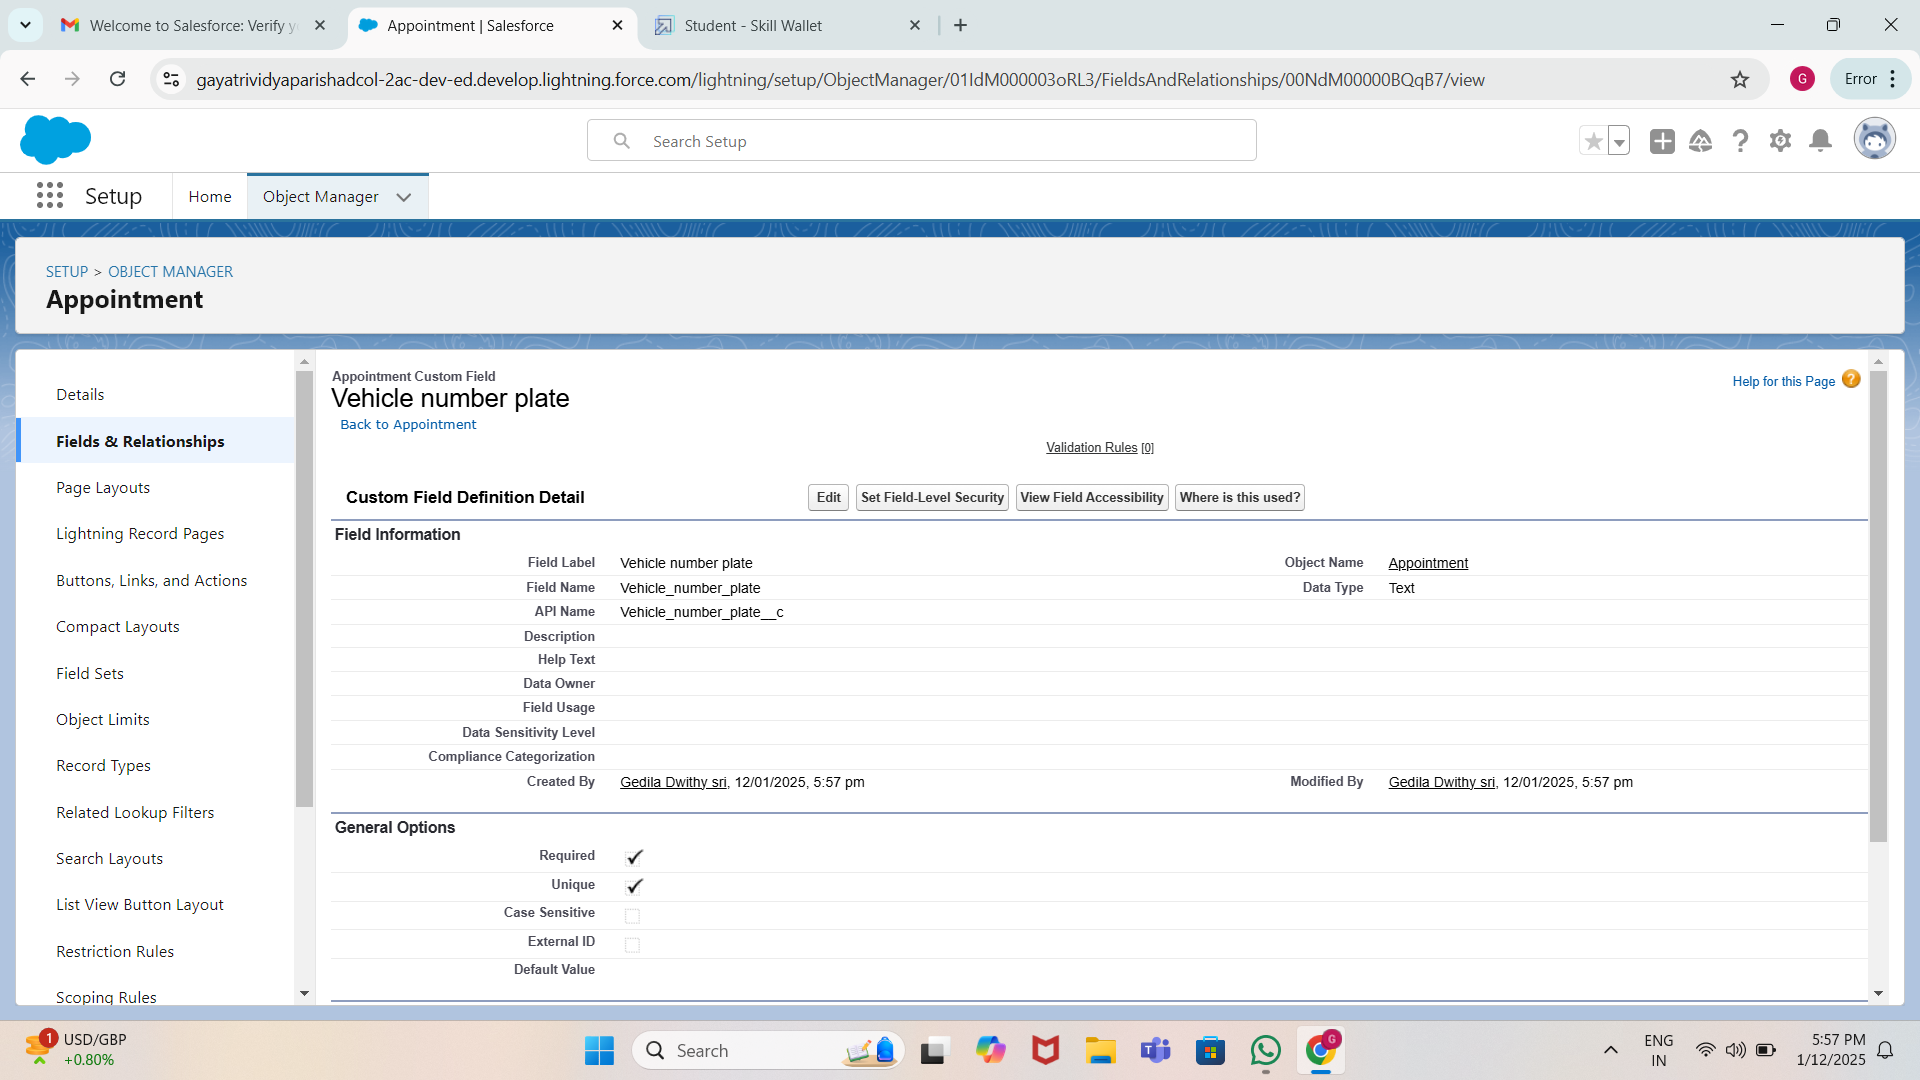 Welcome to Salesforce: Verify y
Appointment | Salesforce
Student - Skill Wallet
gayatrividyaparishadcol-2ac-dev-ed.develop.lightning.force.com/lightning/setup/ObjectManager/01IdM000003oRL3/FieldsAndRelationships/00NdM00000BQqB7/view
G
Error
Search Setup
Setup
Home
Object Manager
SETUP > OBJECT MANAGER
Appointment
Details
Fields & Relationships
Page Layouts
Lightning Record Pages
Buttons, Links, and Actions
Compact Layouts
Field Sets
Object Limits
Record Types
Related Lookup Filters
Search Layouts
List View Button Layout
Restriction Rules
Scoping Rules
Appointment Custom Field
Vehicle number plate
Back to Appointment
Help for this Page
Validation Rules [0]
Custom Field Definition Detail
Edit
Set Field-Level Security
View Field Accessibility
Where is this used?
Field Information
Field Label Vehicle number plate Object Name Appointment
Field Name Vehicle_number_plate Data Type Text
API Name Vehicle_number_plate__c
Description
Help Text
Data Owner
Field Usage
Data Sensitivity Level
Compliance Categorization
Created By Gedila Dwithy sri, 12/01/2025, 5:57 pm Modified By Gedila Dwithy sri, 12/01/2025, 5:57 pm
General Options
Required
Unique
Case Sensitive
External ID
Default Value
1
USD/GBP
+0.80%
Search
G
ENG
IN
5:57 PM
1/12/2025